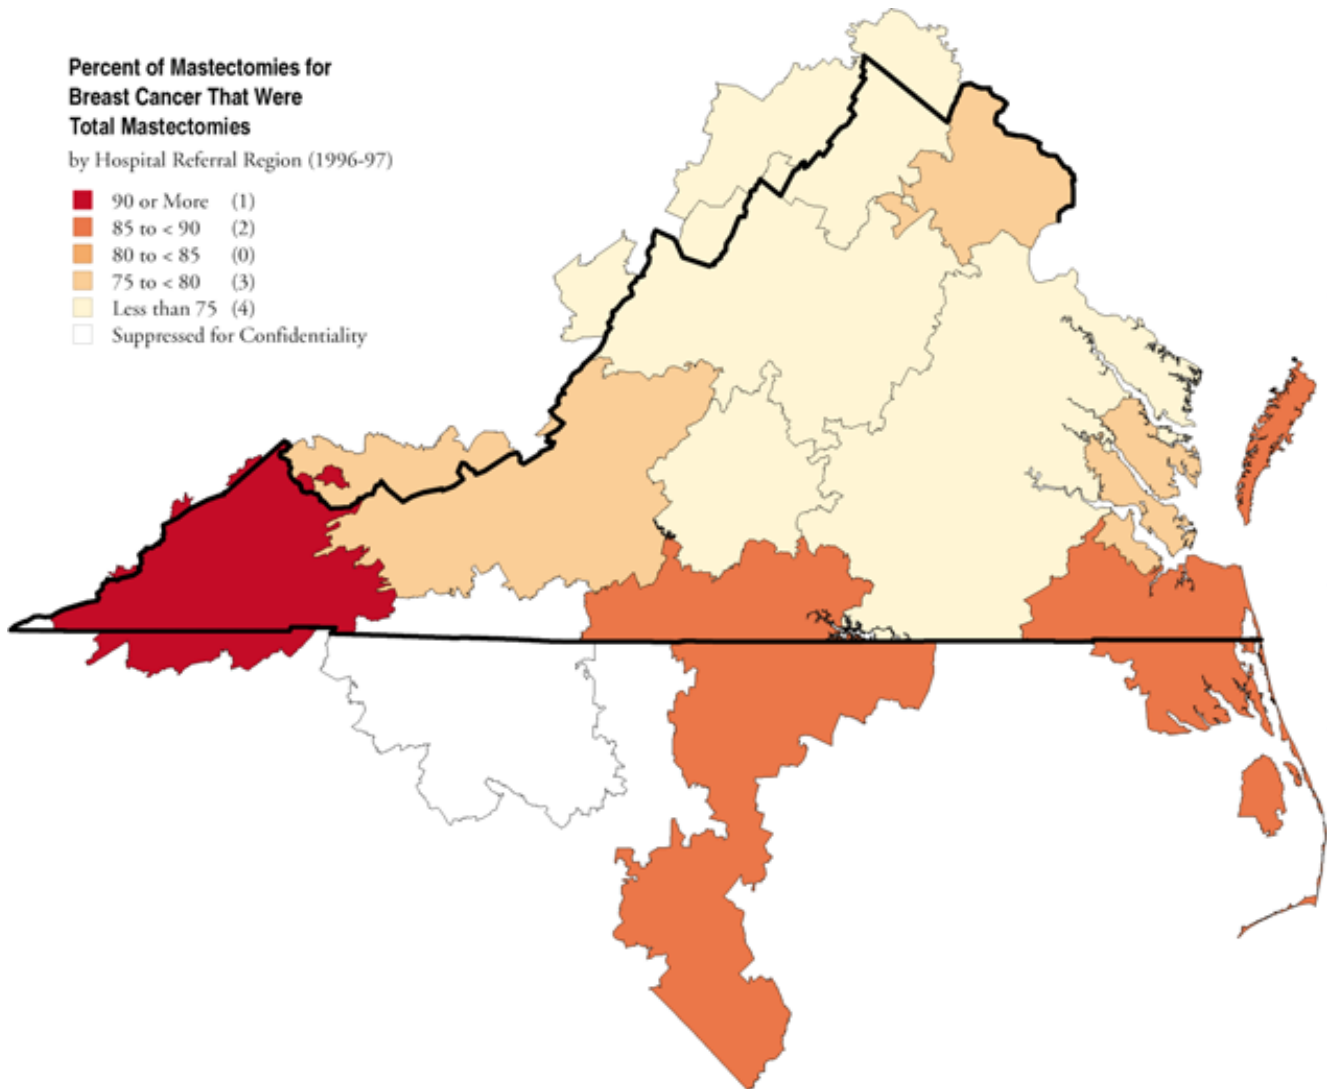 Percent of Mastectomies for
Breast Cancer That Were
Total Mastectomies
by Hospital Referral Region (1996-97)
90 or More (1)
85 to < 90 (2)
80 to < 85 (0)
75 to < 80 (3)
Less than 75 (4)
Suppressed for Confidentiality